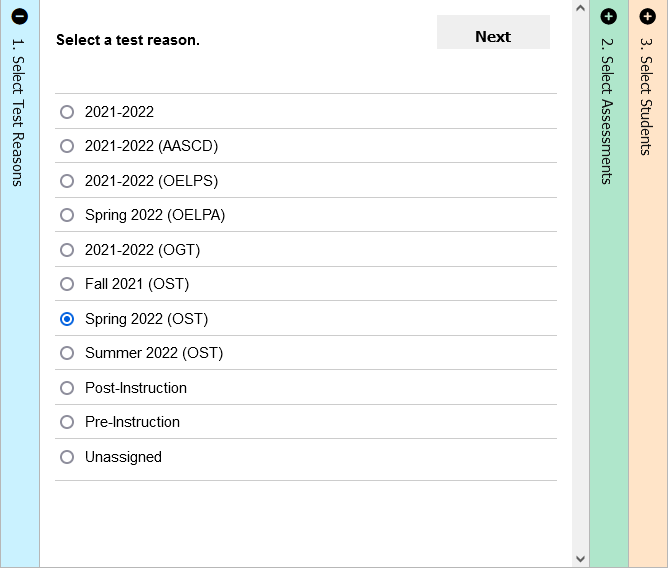 1. Select Test Reasons
Select a test reason.
Next
2021-2022
2021-2022 (AASCD)
2021-2022 (OELPS)
Spring 2022 (OELPA)
2021-2022 (OGT)
Fall 2021 (OST)
Spring 2022 (OST)
Summer 2022 (OST)
Post-Instruction
Pre-Instruction
Unassigned
2. Select Assessments
3. Select Students